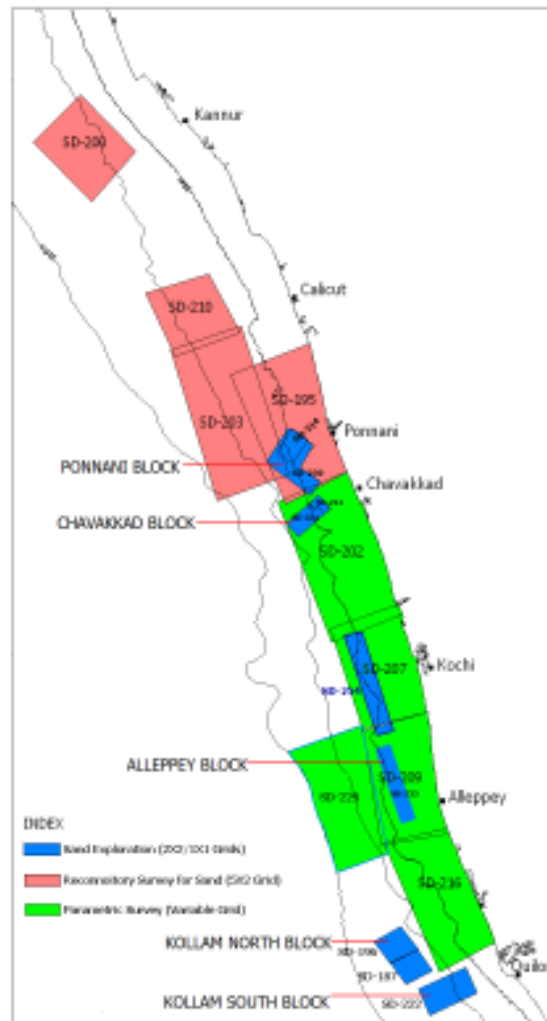 Kannur
SD-200
Calicut
SD-210
SD-195
SD-203
Ponnani
PONNANI BLOCK
Chavakkad
CHAVAKKAD BLOCK
SD-202
SD-207
Kochi
ALLEPPEY BLOCK
SD-209
SD-225
Alleppey
INDEX
Sand Exploration (2X2/1X1 Grids)
Reconnoitory Survey for Sand (5X2 Grid)
Parametric Survey (Variable Grid)
SD-216
KOLLAM NORTH BLOCK
SD-196
SD-197
KOLLAM SOUTH BLOCK
SD-222